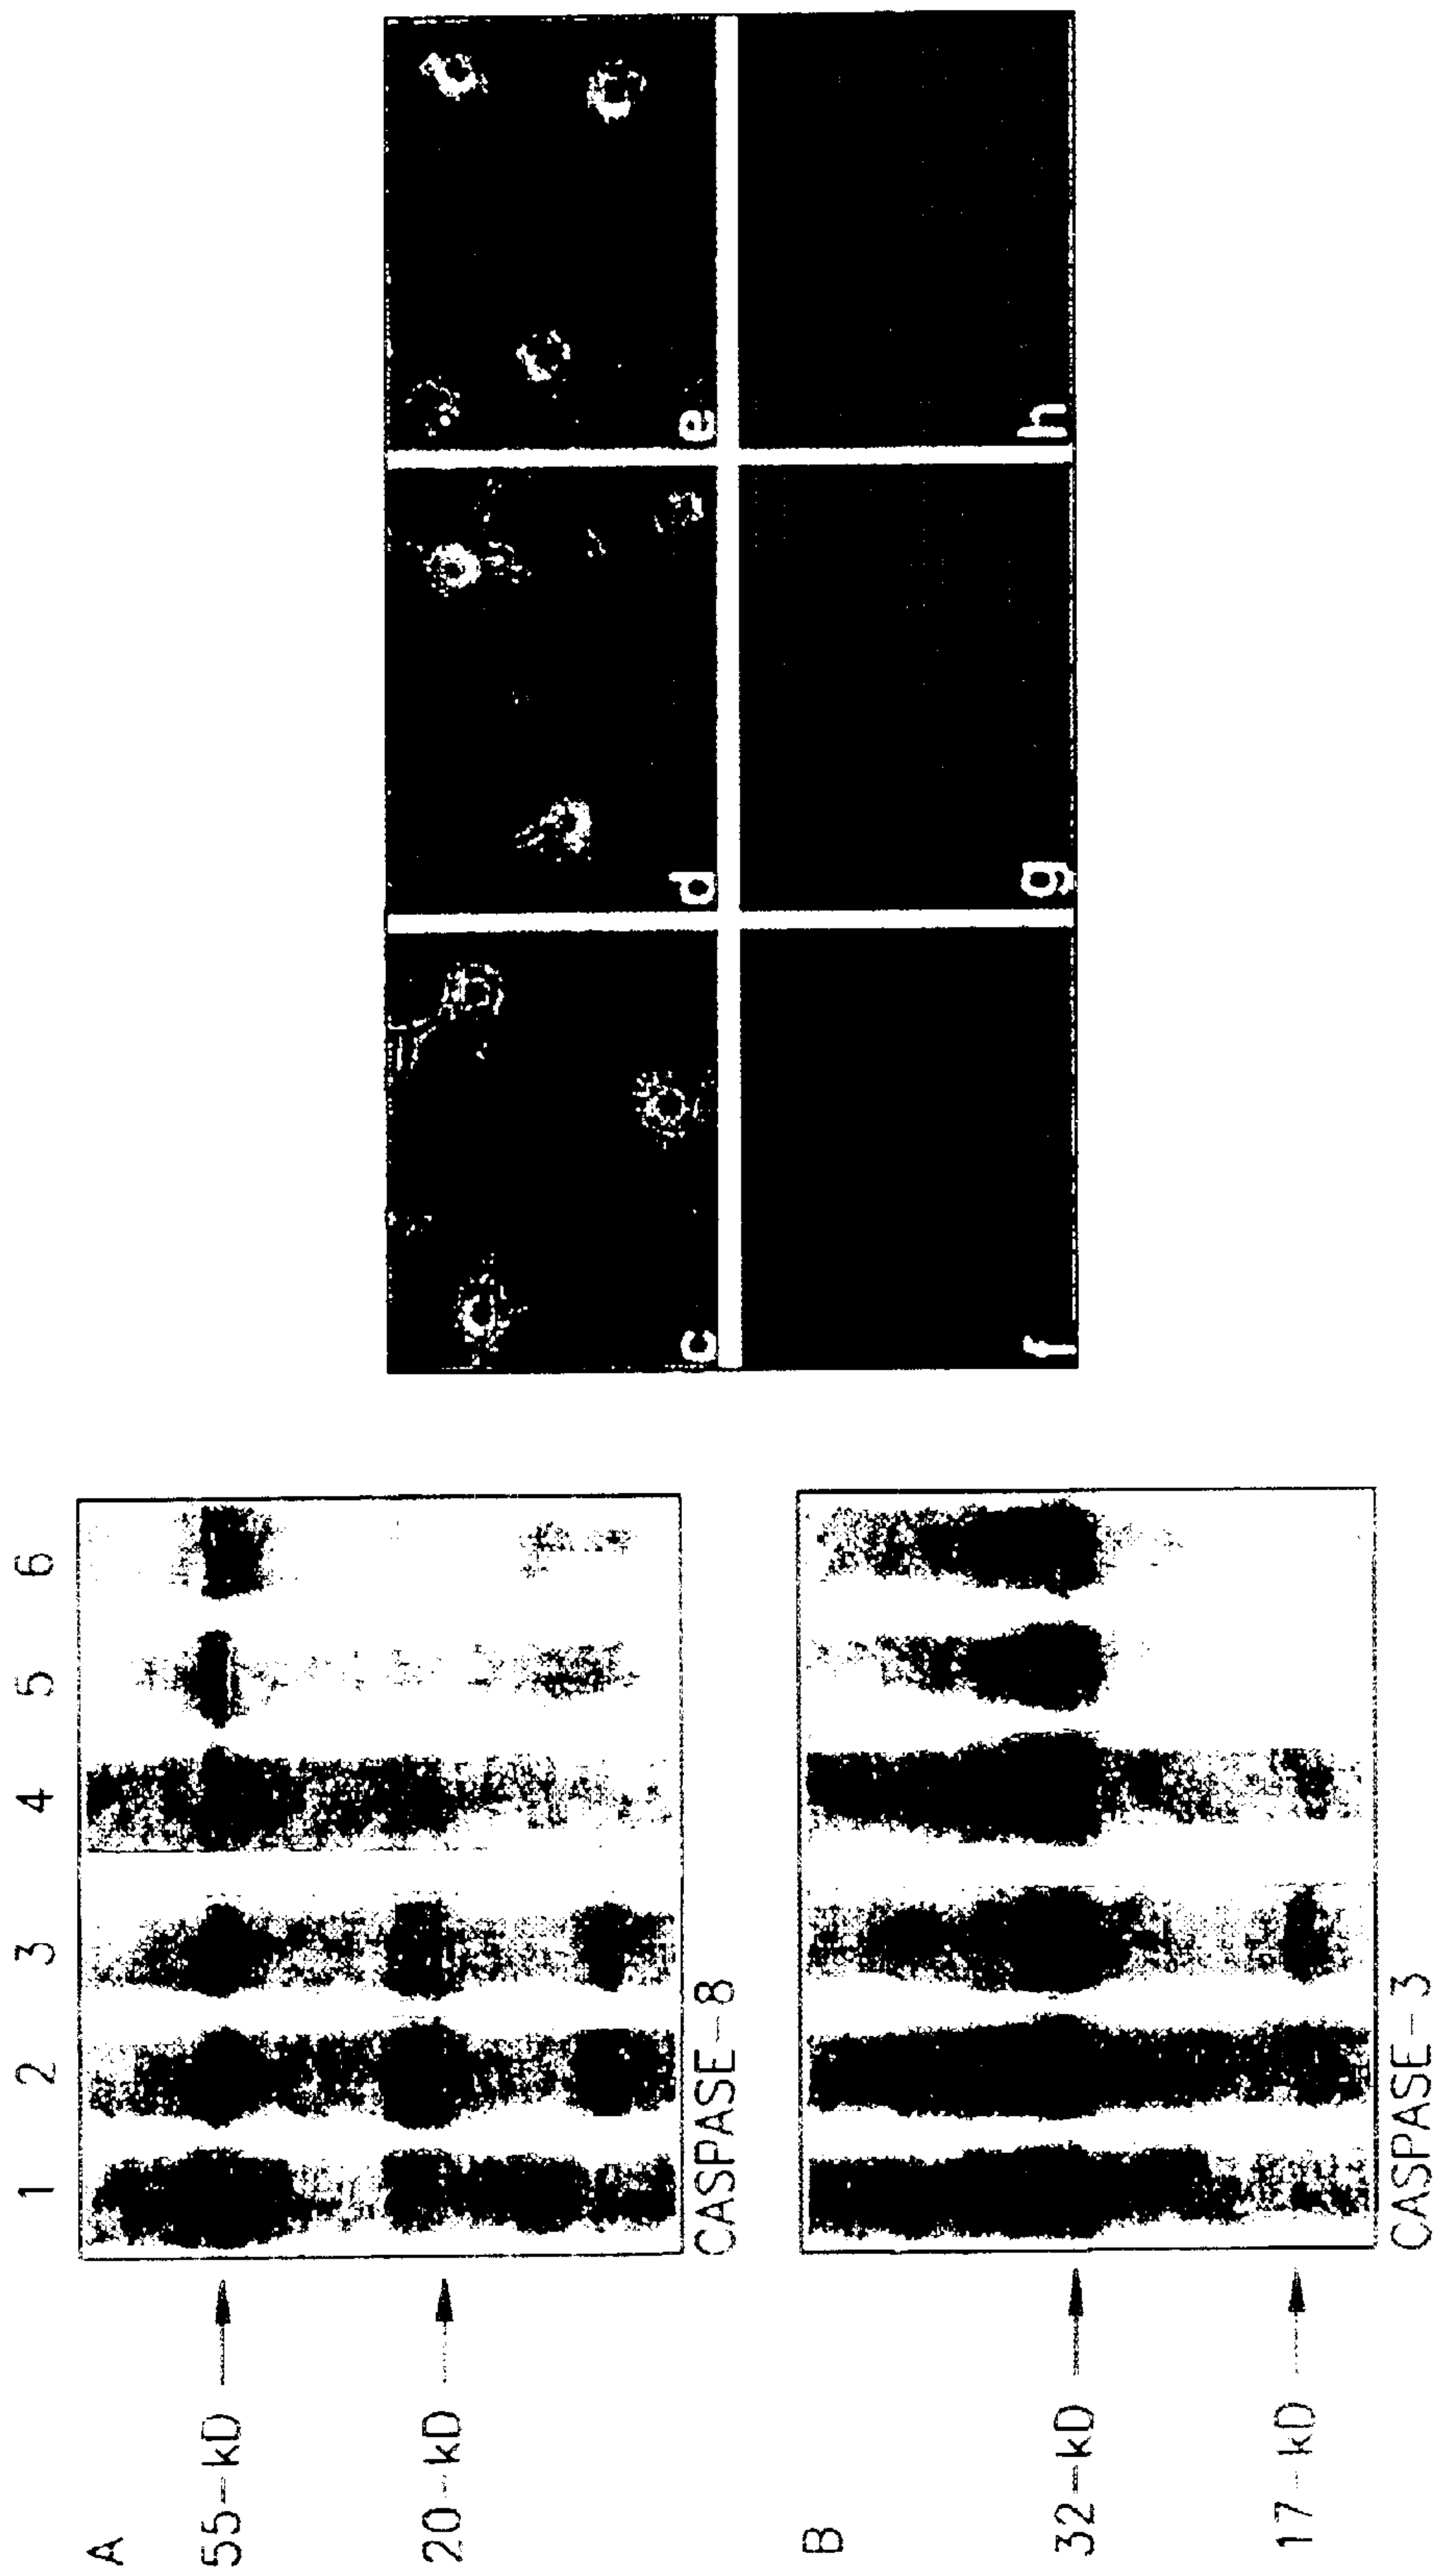 1 2 3 4 5 6
A
55-kD
20-kD
CASPASE-8
B
32-kD
17-kD
CASPASE-3
c
d
e
f
g
h